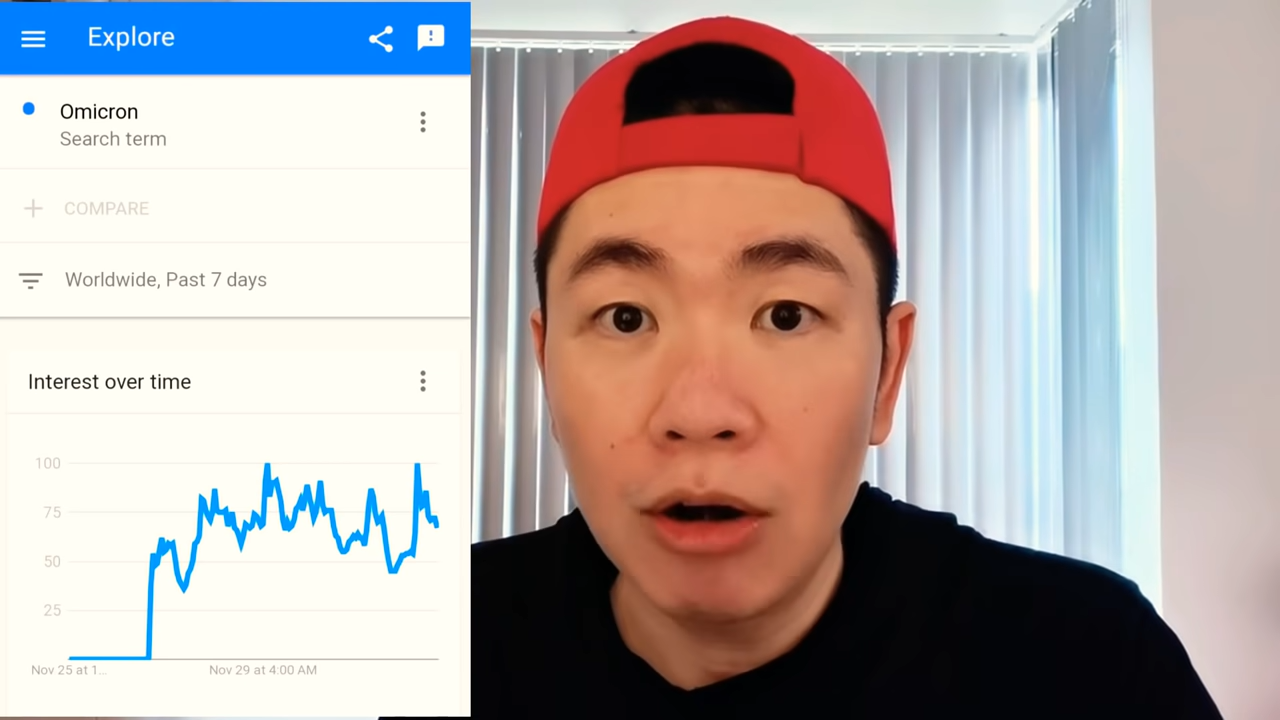 Explore
Omicron
Search term
COMPARE
Worldwide, Past 7 days
Interest over time
100
75
50
25
Nov 25 at 1...
Nov 29 at 4:00 AM